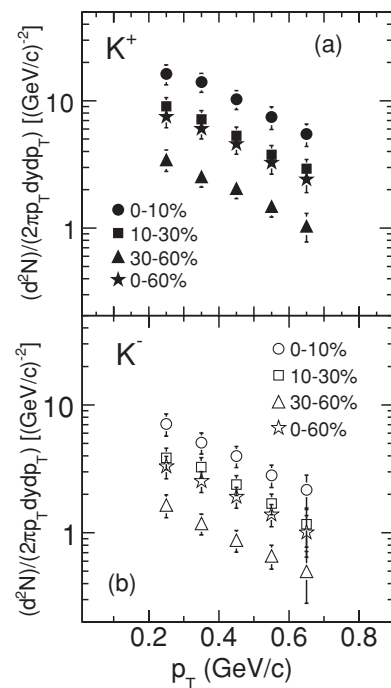 K⁺
(a)
10
1
(d²N)/(2πp_T dydp_T) [(GeV/c)⁻²]
0-10%
10-30%
30-60%
0-60%
K⁻
0-10%
10-30%
30-60%
0-60%
10
1
(d²N)/(2πp_T dydp_T) [(GeV/c)⁻²]
(b)
0.2 0.4 0.6 0.8
p_T (GeV/c)